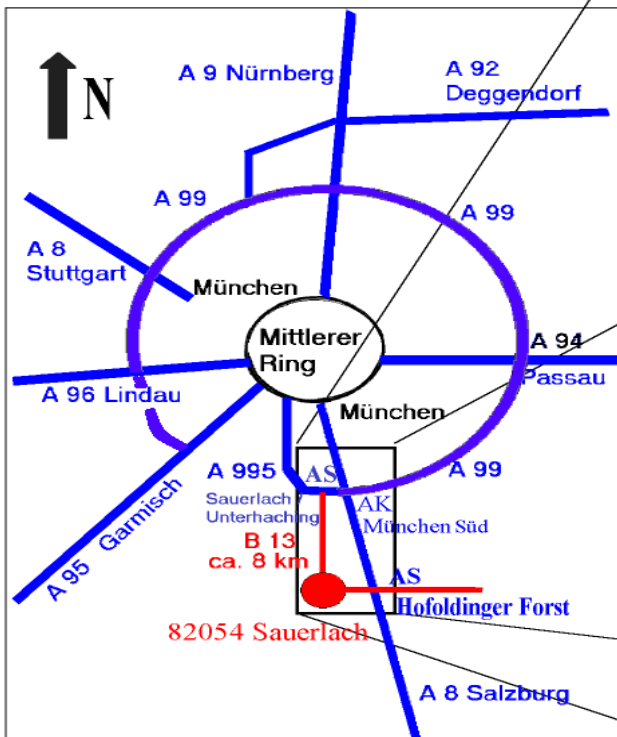 A 9 Nürnberg
A 92
Deggendorf
N
A 99
A 99
A 8
Stuttgart
München
Mittlerer
Ring
A 94
Passau
A 96 Lindau
München
A 995
AS
A 99
Sauerlach /
Unterhaching
AK
München Süd
A 95 Garmisch
B 13
ca. 8 km
AS
Hofoldinger Forst
82054 Sauerlach
A 8 Salzburg